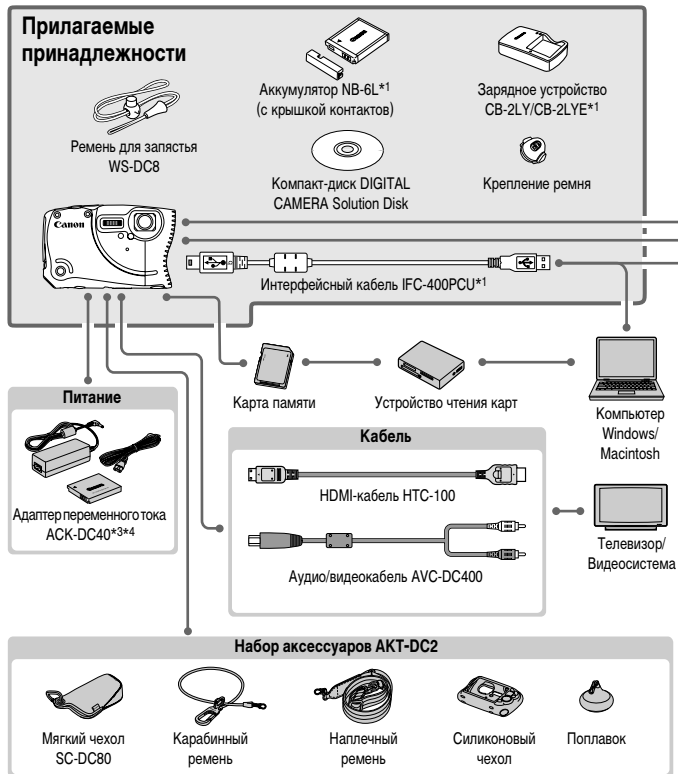 Прилагаемые
принадлежности
Canon
Аккумулятор NB-6L*1
(с крышкой контактов)
Зарядное устройство
CB-2LY/CB-2LYE*1
Ремень для запястья
WS-DC8
Компакт-диск DIGITAL
CAMERA Solution Disk
Крепление ремня
Canon
Интерфейсный кабель IFC-400PCU*1
Карта памяти
Устройство чтения карт
Компьютер
Windows/
Macintosh
Питание
Адаптер переменного тока
ACK-DC40*3*4
Кабель
HDMI-кабель HTC-100
Аудио/видеокабель AVC-DC400
Телевизор/
Видеосистема
Набор аксессуаров AKT-DC2
Мягкий чехол
SC-DC80
Карабинный
ремень
Наплечный
ремень
Силиконовый
чехол
Поплавок